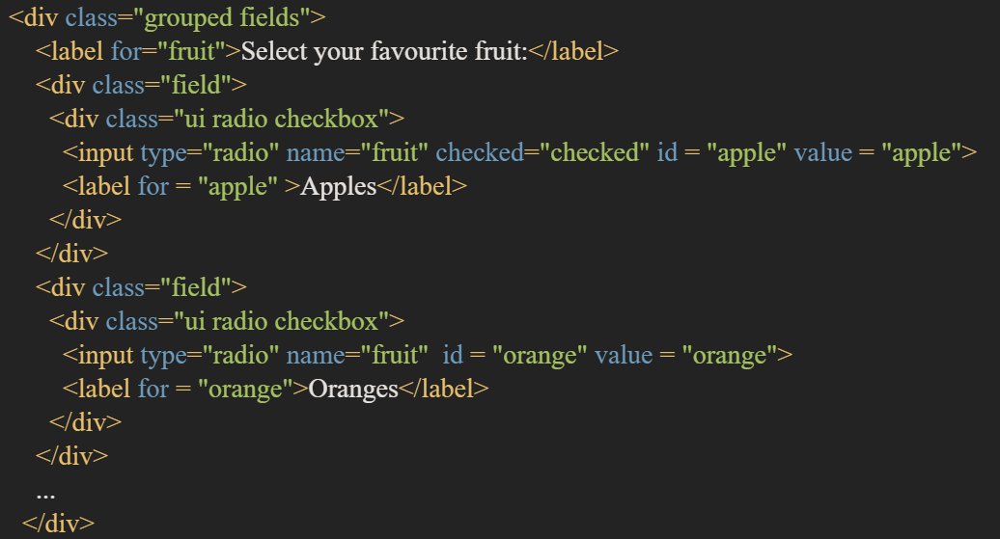 <div class="grouped fields">
<label for="fruit">Select your favourite fruit:</label>
<div class="field">
<div class="ui radio checkbox">
<input type="radio" name="fruit" checked="checked" id = "apple" value = "apple">
<label for = "apple" >Apples</label>
</div>
</div>
<div class="field">
<div class="ui radio checkbox">
<input type="radio" name="fruit"  id = "orange" value = "orange">
<label for = "orange">Oranges</label>
</div>
</div>
...
</div>